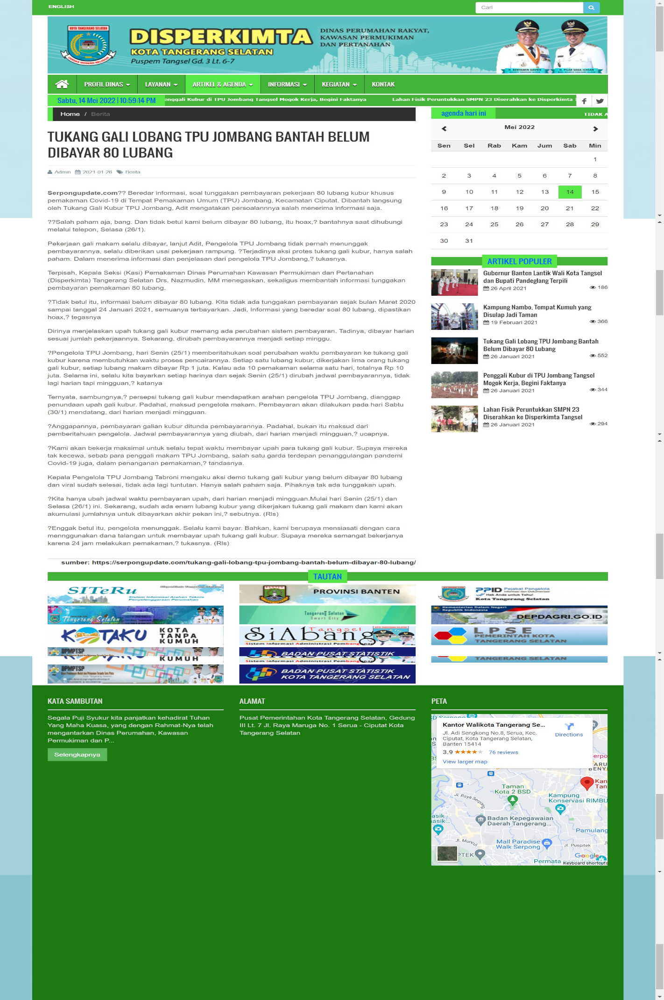 ENGLISH
Cari
KOTA TANGERANG SELATAN
CERDAS MODERN RELIGIUS
DISPERKIMTA
KOTA TANGERANG SELATAN
Puspem Tangsel Gd. 3 Lt. 6-7
DINAS PERUMAHAN RAKYAT,
KAWASAN PERMUKIMAN
DAN PERTANAHAN
H. BENYAMIN DAVNIE
H. PILAR SAGA ICHSAN
PROFIL DINAS
LAYANAN
ARTIKEL & AGENDA
INFORMASI
KEGIATAN
KONTAK
Sabtu, 14 Mei 2022 | 10:59:14 PM
enggali Kubur di TPU Jombang Tangsel Mogok Kerja, Begini Faktanya
Lahan Fisik Peruntukkan SMPN 23 Diserahkan ke Disperkimta
Home / Berita
TUKANG GALI LOBANG TPU JOMBANG BANTAH BELUM
DIBAYAR 80 LUBANG
Admin 2021-01-26 Berita
Serpongupdate.com?? Beredar informasi, soal tunggakan pembayaran pekerjaan 80 lubang kubur khusus
pemakaman Covid-19 di Tempat Pemakaman Umum (TPU) Jombang, Kecamatan Ciputat. Dibantah langsung
oleh Tukang Gali Kubur TPU Jombang, Adit mengatakan persoalannnya salah menerima informasi saja.
??Salah paham aja, bang. Dan tidak betul kami belum dibayar 80 lubang, itu hoax,? bantahnya saat dihubungi
melalui telepon, Selasa (26/1).
Pekerjaan gali makam selalu dibayar, lanjut Adit, Pengelola TPU Jombang tidak pernah menunggak
pembayarannya, selalu diberikan usai pekerjaan rampung. ?Terjadinya aksi protes tukang gali kubur, hanya salah
paham. Dalam menerima informasi dan penjelasan dari pengelola TPU Jombang,? tukasnya.
Terpisah, Kepala Seksi (Kasi) Pemakaman Dinas Perumahan Kawasan Permukiman dan Pertanahan
(Disperkimta) Tangerang Selatan Drs. Nazmudin, MM menegaskan, sekaligus membantah informasi tunggakan
pembayaran pemakaman 80 lubang.
?Tidak betul itu, informasi belum dibayar 80 lubang. Kita tidak ada tunggakan pembayaran sejak bulan Maret 2020
sampai tanggal 24 Januari 2021, semuanya terbayarkan. Jadi, Informasi yang beredar soal 80 lubang, dipastikan
hoax,? tegasnya
Dirinya menjelaskan upah tukang gali kubur memang ada perubahan sistem pembayaran. Tadinya, dibayar harian
sesuai jumlah pekerjaannya. Sekarang, dirubah pembayarannya menjadi setiap minggu.
?Pengelola TPU Jombang, hari Senin (25/1) memberitahukan soal perubahan waktu pembayaran ke tukang gali
kubur karena membutuhkan waktu proses pencairannya. Setiap satu lubang kubur, dikerjakan lima orang tukang
gali kubur, setiap lubang makam dibayar Rp 1 juta. Kalau ada 10 pemakaman selama satu hari, totalnya Rp 10
juta. Selama ini, selalu kita bayarkan setiap harinya dan sejak Senin (25/1) dirubah jadwal pembayarannya, tidak
lagi harian tapi mingguan,? katanya
Ternyata, sambungnya,? persepsi tukang gali kubur mendapatkan arahan pengelola TPU Jombang, dianggap
penundaan upah gali kubur. Padahal, maksud pengelola makam. Pembayaran akan dilakukan pada hari Sabtu
(30/1) mendatang, dari harian menjadi mingguan.
?Anggapannya, pembayaran galian kubur ditunda pembayarannya. Padahal, bukan itu maksud dari
pemberitahuan pengelola. Jadwal pembayarannya yang diubah, dari harian menjadi mingguan,? ucapnya.
?Kami akan bekerja maksimal untuk selalu tepat waktu membayar upah para tukang gali kubur. Supaya mereka
tak kecewa, sebab para penggali makam TPU Jombang, salah satu garda terdepan penanggulangan pandemi
Covid-19 juga, dalam penanganan pemakaman,? tandasnya.
Kepala Pengelola TPU Jombang Tabroni mengaku aksi demo tukang gali kubur yang belum dibayar 80 lubang
dan viral sudah selesai, tidak ada lagi tuntutan. Hanya salah paham saja. Pihaknya tak ada tunggakan upah.
?Kita hanya ubah jadwal waktu pembayaran upah, dari harian menjadi mingguan.Mulai hari Senin (25/1) dan
Selasa (26/1) ini. Sekarang, sudah ada enam lubang kubur yang dikerjakan tukang gali makam dan kami akan
akumulasi jumlahnya untuk dibayarkan akhir pekan ini,? sebutnya. (Rls)
?Enggak betul itu, pengelola menunggak. Selalu kami bayar. Bahkan, kami berupaya mensiasati dengan cara
mennggunakan dana talangan untuk membayar upah tukang gali kubur. Supaya mereka semangat bekerjanya
karena 24 jam melakukan pemakaman,? tukasnya. (Rls)
sumber: https://serpongupdate.com/tukang-gali-lobang-tpu-jombang-bantah-belum-dibayar-80-lubang/
agenda hari ini
TIDAK A
Mei 2022
Sen Sel Rab Kam Jum Sab Min
1
2 3 4 5 6 7 8
9 10 11 12 13 14 15
16 17 18 19 20 21 22
23 24 25 26 27 28 29
30 31
ARTIKEL POPULER
Gubernur Banten Lantik Wali Kota Tangsel
dan Bupati Pandeglang Terpili
26 April 2021 186
Kampung Nambo, Tempat Kumuh yang
Disulap Jadi Taman
19 Februari 2021 366
Tukang Gali Lobang TPU Jombang Bantah
Belum Dibayar 80 Lubang
26 Januari 2021 552
Penggali Kubur di TPU Jombang Tangsel
Mogok Kerja, Begini Faktanya
26 Januari 2021 344
Lahan Fisik Peruntukkan SMPN 23
Diserahkan ke Disperkimta Tangsel
26 Januari 2021 294
TAUTAN
SITeRu
Sistem Informasi Arahan Teknis
Penyelenggaraan Perumahan
BANTEN
PROVINSI BANTEN
PPID Pejabat Pengelola
Informasi dan Dokumentasi
Hak Anda untuk Tahu!
Kota Tangerang Selatan
Tangerang Selatan
Tangerang Selatan
Smart City
Kementerian Dalam Negeri
Republik Indonesia
DEPDAGRI.GO.ID
KOTAKU
KOTA
TANPA
KUMUH
Tangsel
SiAbang
Sistem Informasi Administrasi Pembangunan
LPSE
PEMERINTAH KOTA
TANGERANG SELATAN
DPMPTSP
KUMUH
BADAN PUSAT STATISTIK
Sistem Informasi Administrasi Pembangunan
TANGERANG SELATAN
DPMPTSP
BADAN PUSAT STATISTIK
KOTA TANGERANG SELATAN
KATA SAMBUTAN
Segala Puji Syukur kita panjatkan kehadirat Tuhan
Yang Maha Kuasa, yang dengan Rahmat-Nya telah
mengantarkan Dinas Perumahan, Kawasan
Permukiman dan P...
Selengkapnya
ALAMAT
Pusat Pemerintahan Kota Tangerang Selatan, Gedung
III Lt. 7 Jl. Raya Maruga No. 1 Serua - Ciputat Kota
Tangerang Selatan
PETA
Kantor Walikota Tangerang Se...
Jl. Adi Sengkong No.8, Serua, Kec.
Ciputat, Kota Tangerang Selatan,
Banten 15414
Directions
3.9 76 reviews
View larger map
erpo
ARU
BENY
Kan
Tan
Taman
Kota 2 BSD
Jl. Raya Serpong
Kampung
Konservasi RIMBU
asik -
asik...
Badan Kepegawaian
Daerah Tangerang...
Pamulang
Jl. Muncul
Mall Paradise
Walk Serpong
Jl. Puspitek
PTEK
Google
Permata pamulang
Keyboard shortcuts